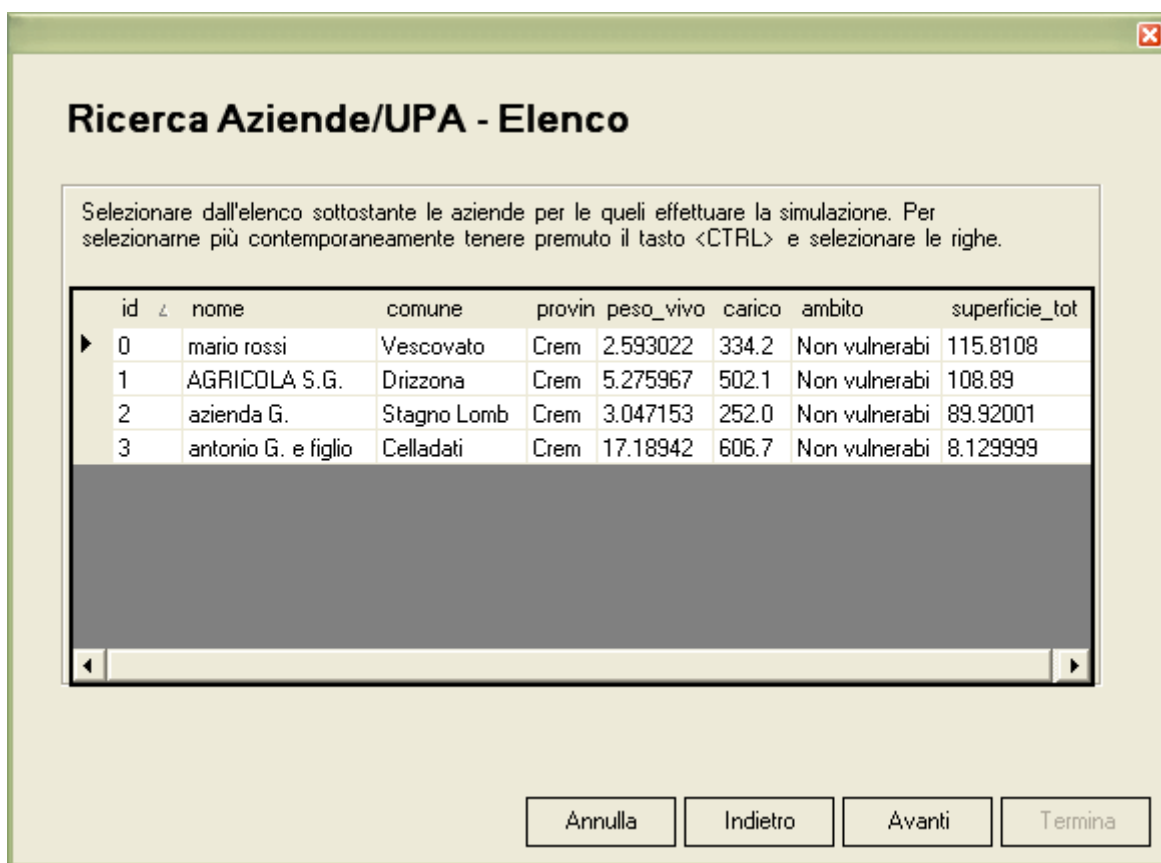 Ricerca Aziende/UPA - Elenco
Selezionare dall'elenco sottostante le aziende per le queli effettuare la simulazione. Per
selezionarne più contemporaneamente tenere premuto il tasto <CTRL> e selezionare le righe.
id nome comune provin peso_vivo carico ambito superficie_tot
0 mario rossi Vescovato Crem 2.593022 334.2 Non vulnerabi 115.8108
1 AGRICOLA S.G. Drizzona Crem 5.275967 502.1 Non vulnerabi 108.89
2 azienda G. Stagno Lomb Crem 3.047153 252.0 Non vulnerabi 89.92001
3 antonio G. e figlio Celladati Crem 17.18942 606.7 Non vulnerabi 8.129999
Annulla Indietro Avanti Termina